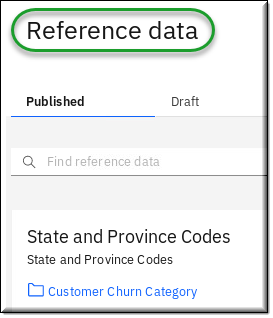 Reference data
Published Draft
Find reference data
State and Province Codes
State and Province Codes
Customer Churn Category